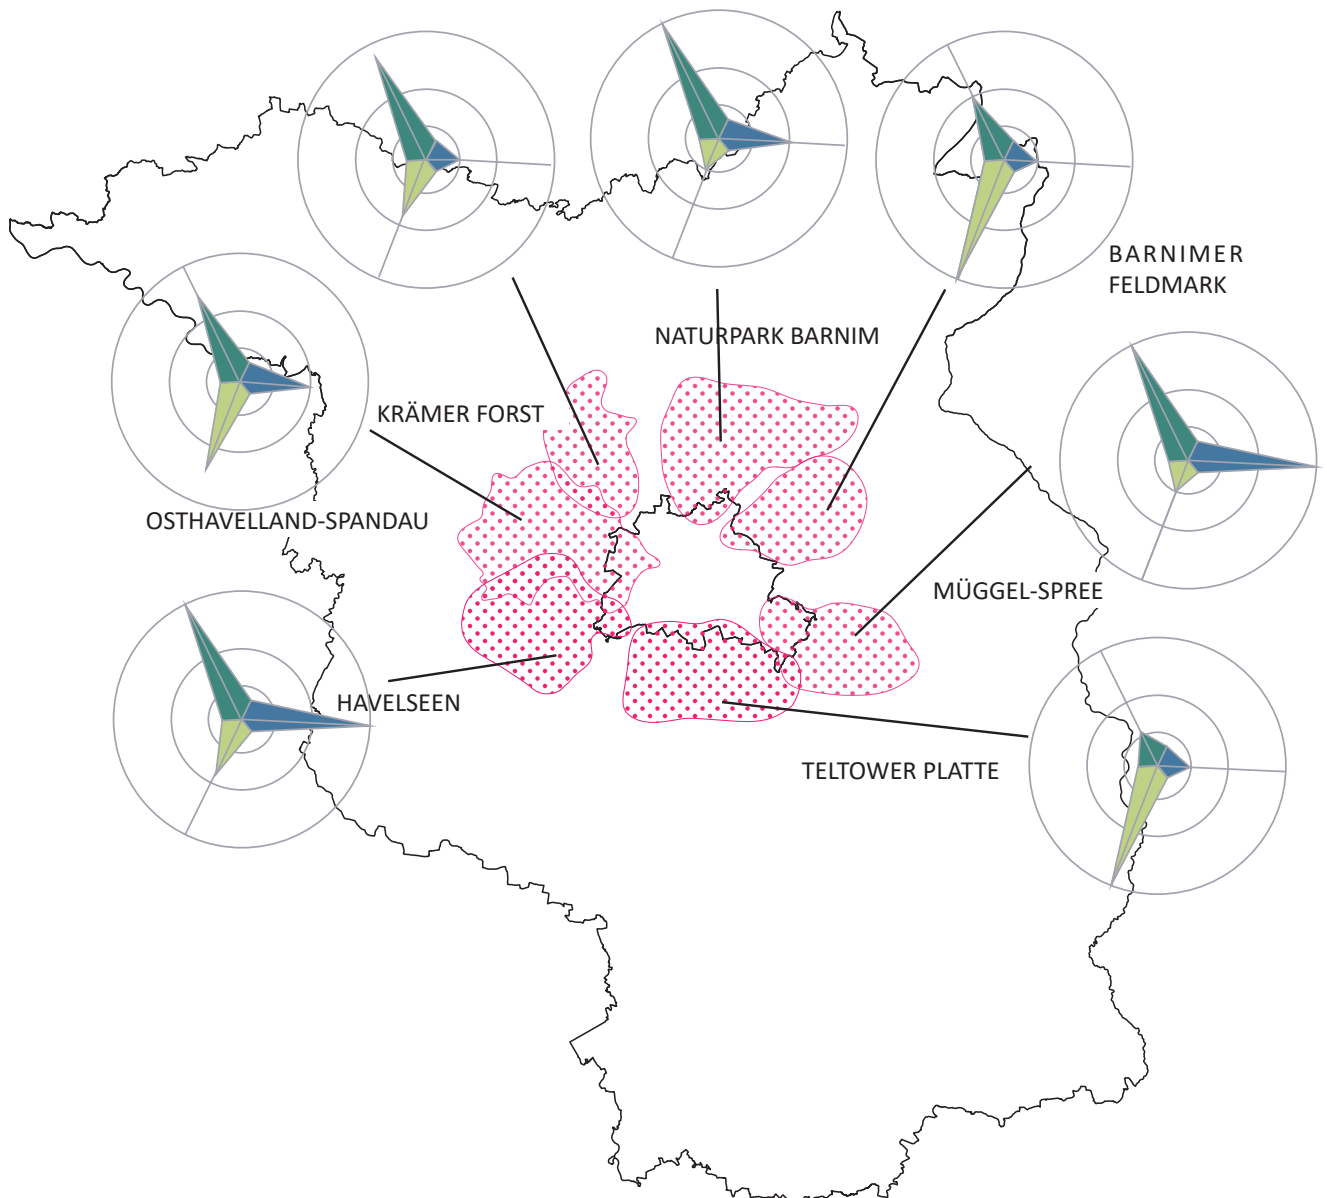 BARNIMER
FELDMARK
NATURPARK BARNIM
KRÄMER FORST
OSTHAVELLAND-SPANDAU
MÜGGEL-SPREE
HAVELSEEN
TELTOWER PLATTE